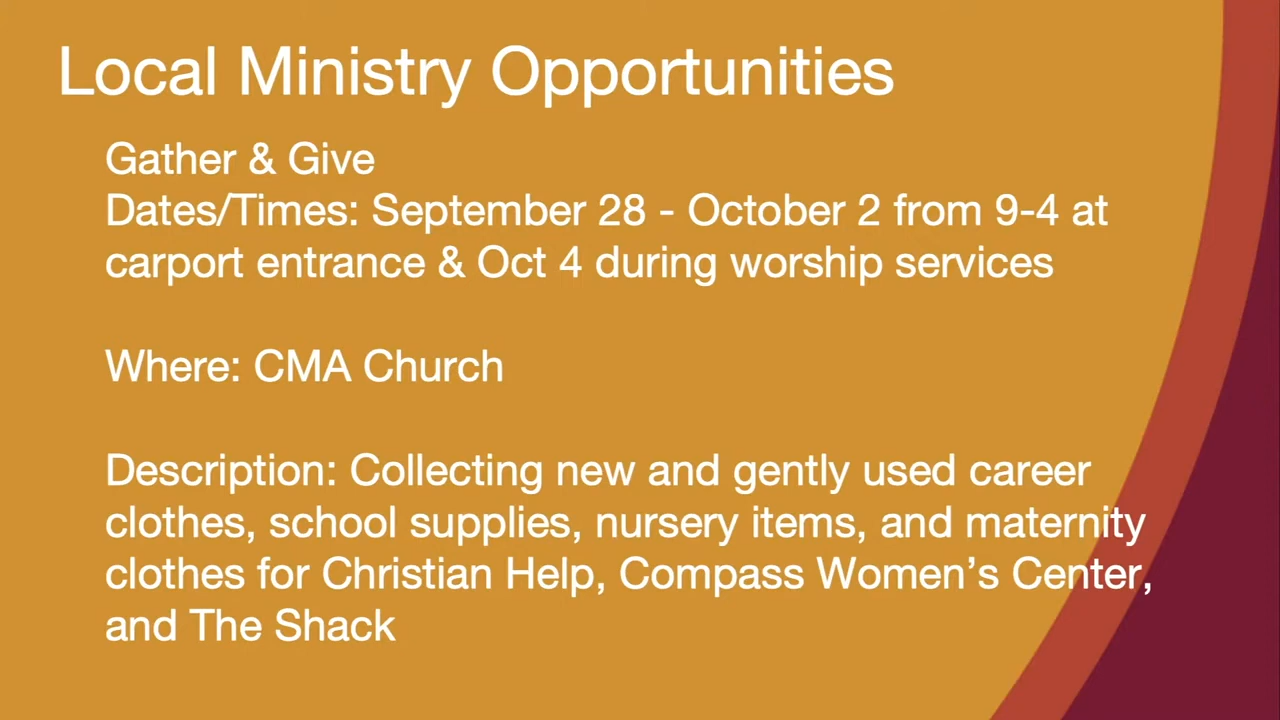 Local Ministry Opportunities
Gather & Give
Dates/Times: September 28 - October 2 from 9-4 at
carport entrance & Oct 4 during worship services
Where: CMA Church
Description: Collecting new and gently used career
clothes, school supplies, nursery items, and maternity
clothes for Christian Help, Compass Women’s Center,
and The Shack